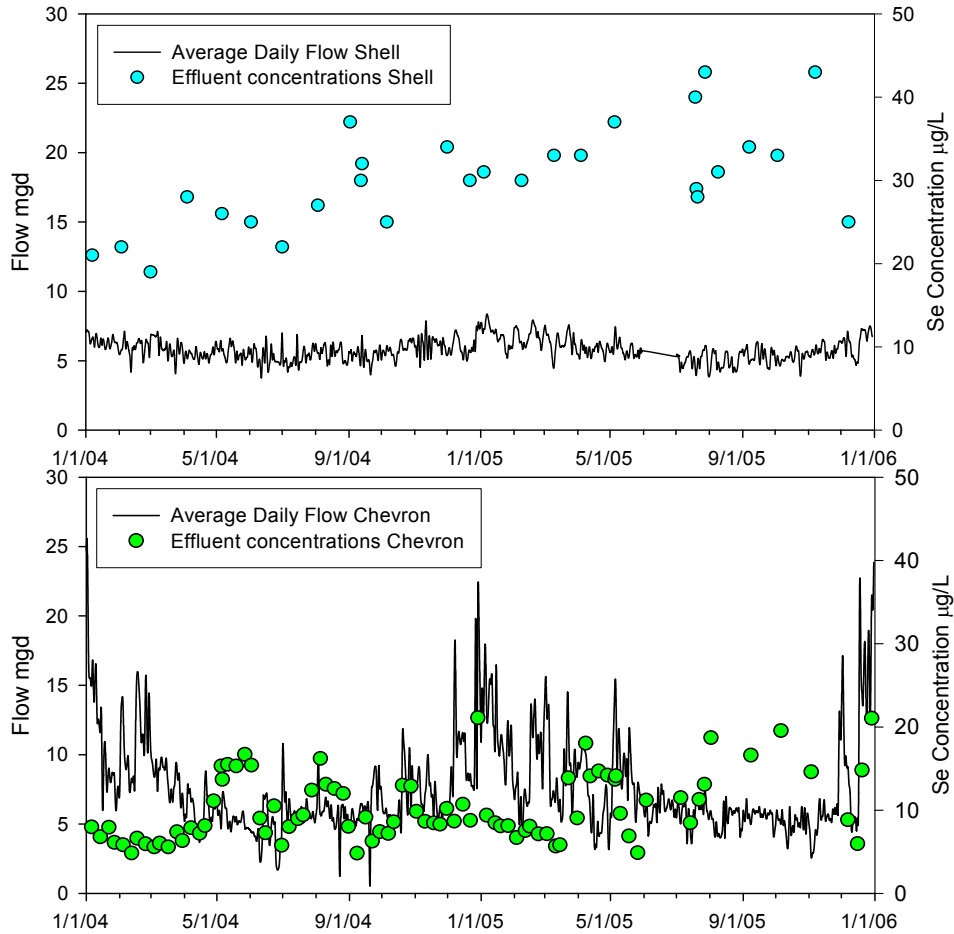 30
25
20
15
10
5
0
Flow mgd
Average Daily Flow Shell
Effluent concentrations Shell
50
40
30
20
10
0
Se Concentration μg/L
1/1/04 5/1/04 9/1/04 1/1/05 5/1/05 9/1/05 1/1/06
30
25
20
15
10
5
0
Flow mgd
Average Daily Flow Chevron
Effluent concentrations Chevron
50
40
30
20
10
0
Se Concentration μg/L
1/1/04 5/1/04 9/1/04 1/1/05 5/1/05 9/1/05 1/1/06